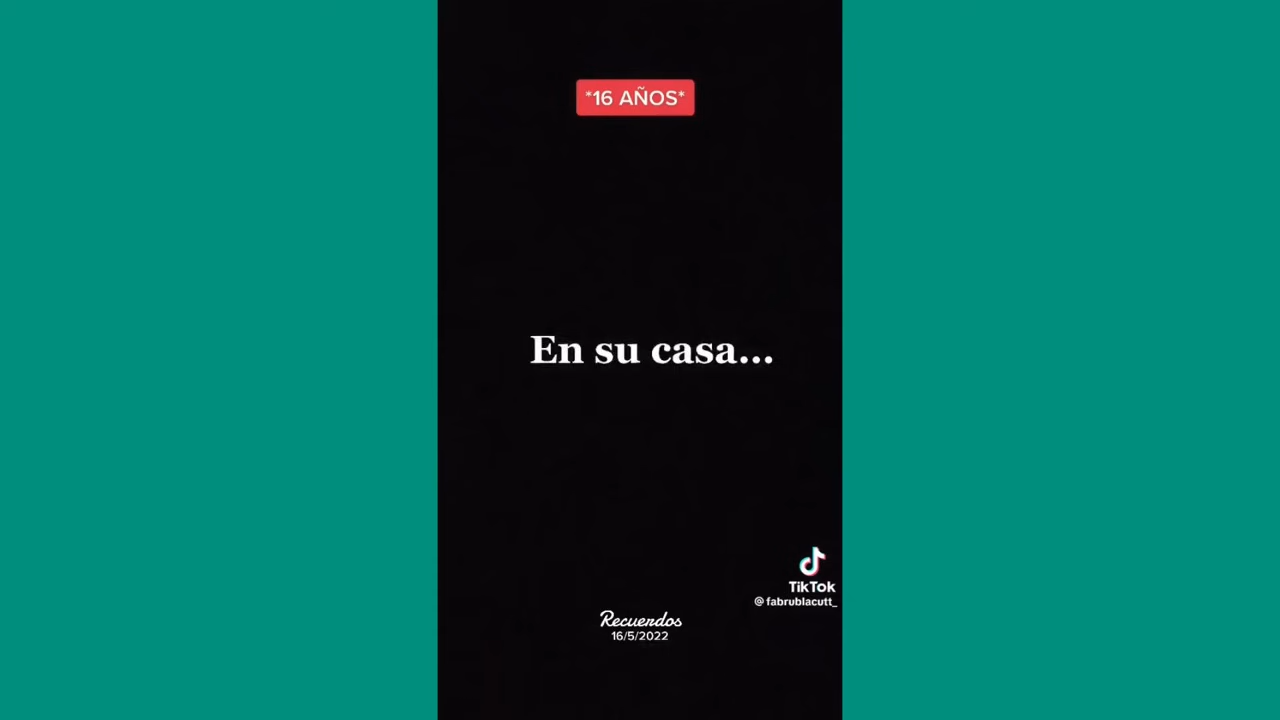 *16 AÑOS*
En su casa...
TikTok
@fabrublacutt_
Recuerdos
16/5/2022